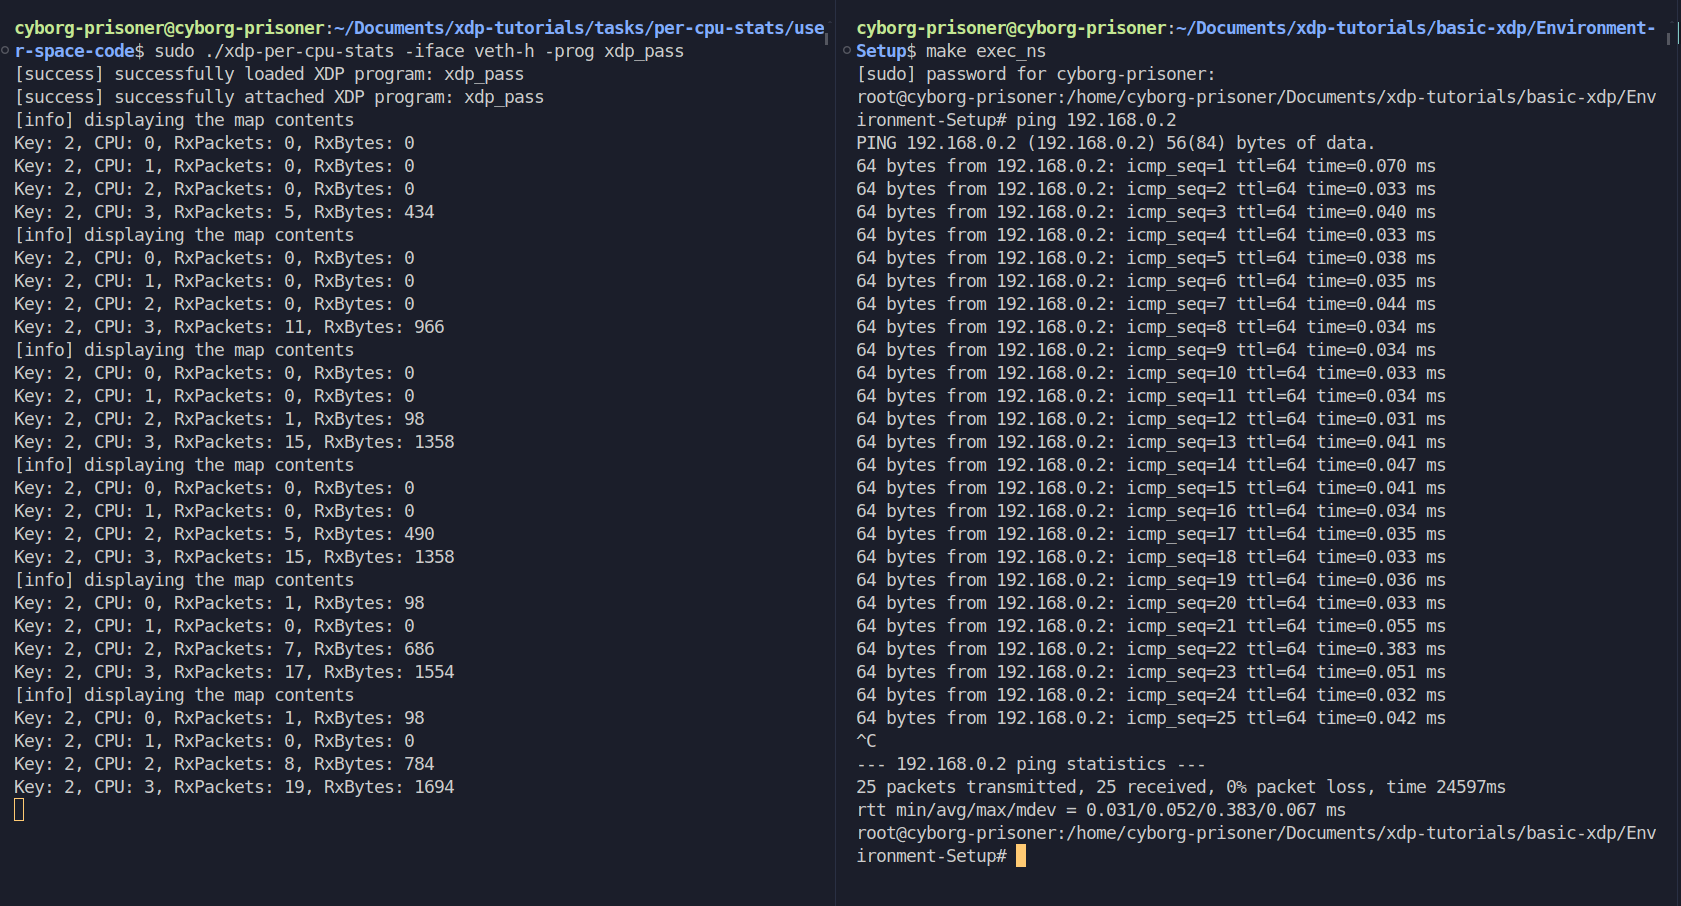 cyborg-prisoner@cyborg-prisoner:~/Documents/xdp-tutorials/tasks/per-cpu-stats/use
r-space-code$ sudo ./xdp-per-cpu-stats -iface veth-h -prog xdp_pass
[success] successfully loaded XDP program: xdp_pass
[success] successfully attached XDP program: xdp_pass
[info] displaying the map contents
Key: 2, CPU: 0, RxPackets: 0, RxBytes: 0
Key: 2, CPU: 1, RxPackets: 0, RxBytes: 0
Key: 2, CPU: 2, RxPackets: 0, RxBytes: 0
Key: 2, CPU: 3, RxPackets: 5, RxBytes: 434
[info] displaying the map contents
Key: 2, CPU: 0, RxPackets: 0, RxBytes: 0
Key: 2, CPU: 1, RxPackets: 0, RxBytes: 0
Key: 2, CPU: 2, RxPackets: 0, RxBytes: 0
Key: 2, CPU: 3, RxPackets: 11, RxBytes: 966
[info] displaying the map contents
Key: 2, CPU: 0, RxPackets: 0, RxBytes: 0
Key: 2, CPU: 1, RxPackets: 0, RxBytes: 0
Key: 2, CPU: 2, RxPackets: 1, RxBytes: 98
Key: 2, CPU: 3, RxPackets: 15, RxBytes: 1358
[info] displaying the map contents
Key: 2, CPU: 0, RxPackets: 0, RxBytes: 0
Key: 2, CPU: 1, RxPackets: 0, RxBytes: 0
Key: 2, CPU: 2, RxPackets: 5, RxBytes: 490
Key: 2, CPU: 3, RxPackets: 15, RxBytes: 1358
[info] displaying the map contents
Key: 2, CPU: 0, RxPackets: 1, RxBytes: 98
Key: 2, CPU: 1, RxPackets: 0, RxBytes: 0
Key: 2, CPU: 2, RxPackets: 7, RxBytes: 686
Key: 2, CPU: 3, RxPackets: 17, RxBytes: 1554
[info] displaying the map contents
Key: 2, CPU: 0, RxPackets: 1, RxBytes: 98
Key: 2, CPU: 1, RxPackets: 0, RxBytes: 0
Key: 2, CPU: 2, RxPackets: 8, RxBytes: 784
Key: 2, CPU: 3, RxPackets: 19, RxBytes: 1694
cyborg-prisoner@cyborg-prisoner:~/Documents/xdp-tutorials/basic-xdp/Environment-
Setup$ make exec_ns
[sudo] password for cyborg-prisoner:
root@cyborg-prisoner:/home/cyborg-prisoner/Documents/xdp-tutorials/basic-xdp/Env
ironment-Setup# ping 192.168.0.2
PING 192.168.0.2 (192.168.0.2) 56(84) bytes of data.
64 bytes from 192.168.0.2: icmp_seq=1 ttl=64 time=0.070 ms
64 bytes from 192.168.0.2: icmp_seq=2 ttl=64 time=0.033 ms
64 bytes from 192.168.0.2: icmp_seq=3 ttl=64 time=0.040 ms
64 bytes from 192.168.0.2: icmp_seq=4 ttl=64 time=0.033 ms
64 bytes from 192.168.0.2: icmp_seq=5 ttl=64 time=0.038 ms
64 bytes from 192.168.0.2: icmp_seq=6 ttl=64 time=0.035 ms
64 bytes from 192.168.0.2: icmp_seq=7 ttl=64 time=0.044 ms
64 bytes from 192.168.0.2: icmp_seq=8 ttl=64 time=0.034 ms
64 bytes from 192.168.0.2: icmp_seq=9 ttl=64 time=0.034 ms
64 bytes from 192.168.0.2: icmp_seq=10 ttl=64 time=0.033 ms
64 bytes from 192.168.0.2: icmp_seq=11 ttl=64 time=0.034 ms
64 bytes from 192.168.0.2: icmp_seq=12 ttl=64 time=0.031 ms
64 bytes from 192.168.0.2: icmp_seq=13 ttl=64 time=0.041 ms
64 bytes from 192.168.0.2: icmp_seq=14 ttl=64 time=0.047 ms
64 bytes from 192.168.0.2: icmp_seq=15 ttl=64 time=0.041 ms
64 bytes from 192.168.0.2: icmp_seq=16 ttl=64 time=0.034 ms
64 bytes from 192.168.0.2: icmp_seq=17 ttl=64 time=0.035 ms
64 bytes from 192.168.0.2: icmp_seq=18 ttl=64 time=0.033 ms
64 bytes from 192.168.0.2: icmp_seq=19 ttl=64 time=0.036 ms
64 bytes from 192.168.0.2: icmp_seq=20 ttl=64 time=0.033 ms
64 bytes from 192.168.0.2: icmp_seq=21 ttl=64 time=0.055 ms
64 bytes from 192.168.0.2: icmp_seq=22 ttl=64 time=0.383 ms
64 bytes from 192.168.0.2: icmp_seq=23 ttl=64 time=0.051 ms
64 bytes from 192.168.0.2: icmp_seq=24 ttl=64 time=0.032 ms
64 bytes from 192.168.0.2: icmp_seq=25 ttl=64 time=0.042 ms
^C
--- 192.168.0.2 ping statistics ---
25 packets transmitted, 25 received, 0% packet loss, time 24597ms
rtt min/avg/max/mdev = 0.031/0.052/0.383/0.067 ms
root@cyborg-prisoner:/home/cyborg-prisoner/Documents/xdp-tutorials/basic-xdp/Env
ironment-Setup#